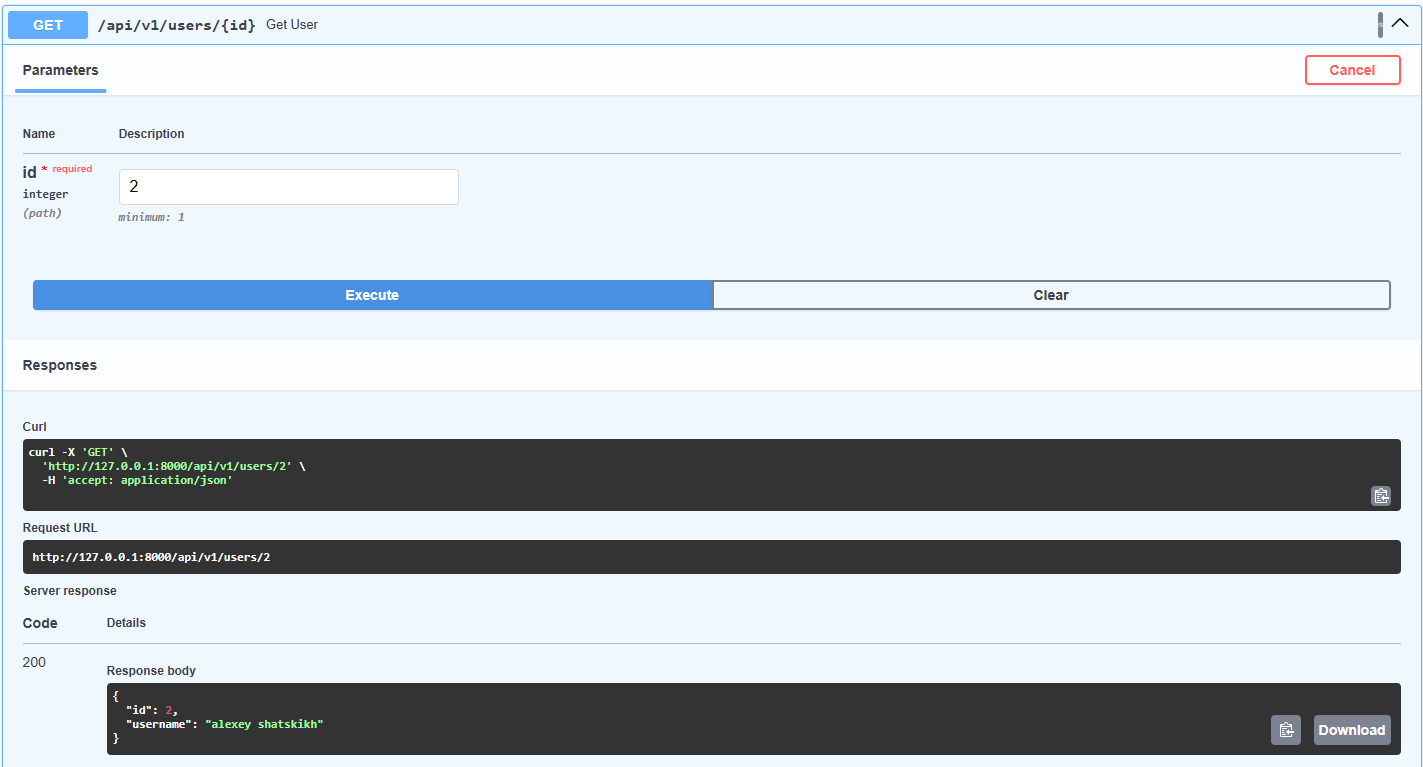 GET /api/v1/users/{id} Get User
Parameters
Cancel
Name Description
id * required
integer
(path)
2
minimum: 1
Execute
Clear
Responses
Curl
curl -X 'GET' \
'http://127.0.0.1:8000/api/v1/users/2' \
-H 'accept: application/json'
Request URL
http://127.0.0.1:8000/api/v1/users/2
Server response
Code Details
200
Response body
{
"id": 2,
"username": "alexey shatskikh"
}
Download